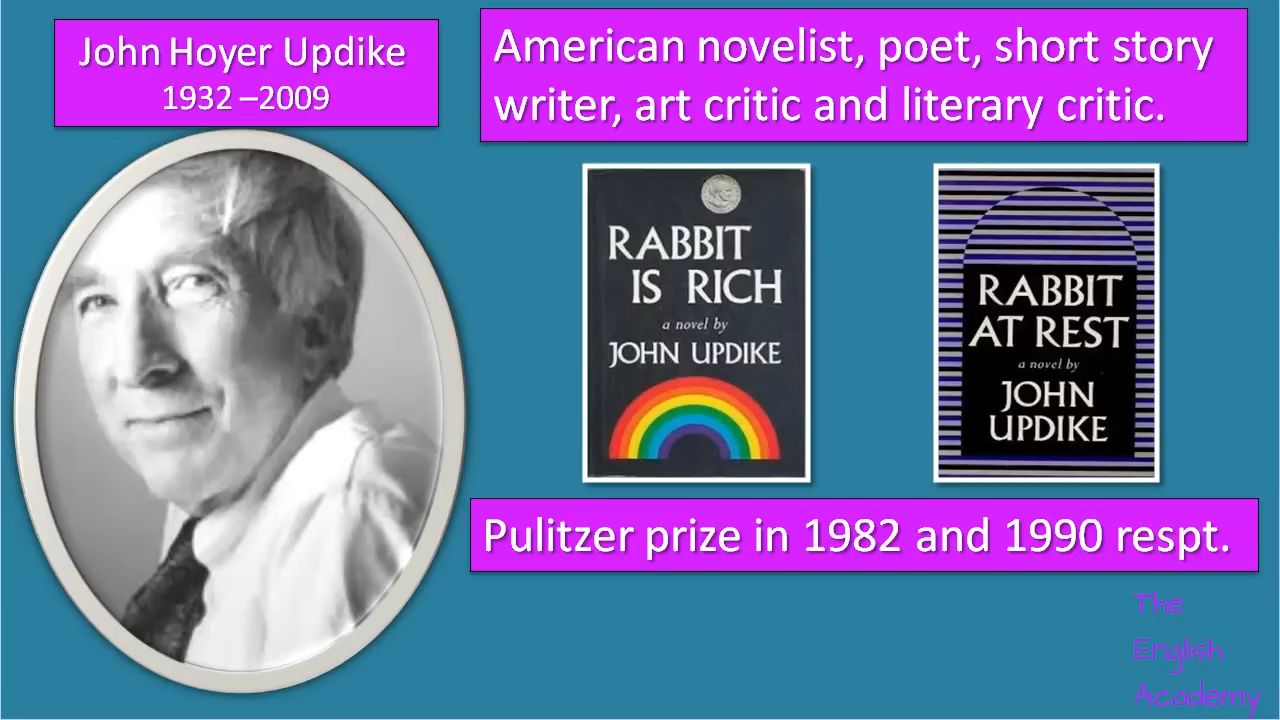 John Hoyer Updike
1932 –2009
American novelist, poet, short story
writer, art critic and literary critic.
RABBIT
IS RICH
a novel by
JOHN UPDIKE
RABBIT
AT REST
a novel by
JOHN
UPDIKE
Pulitzer prize in 1982 and 1990 respt.
The
English
Academy